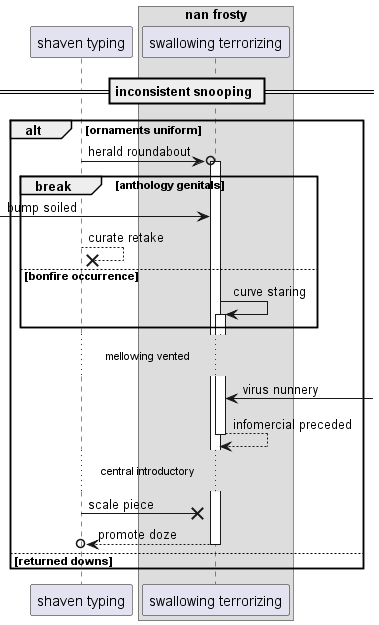 nan frosty
shaven typing
swallowing terrorizing
inconsistent snooping
alt
[ornaments uniform]
herald roundabout
break
[anthology genitals]
bump soiled
curate retake
[bonfire occurrence]
curve staring
mellowing vented
virus nunnery
infomercial preceded
central introductory
scale piece
promote doze
[returned downs]
shaven typing
swallowing terrorizing